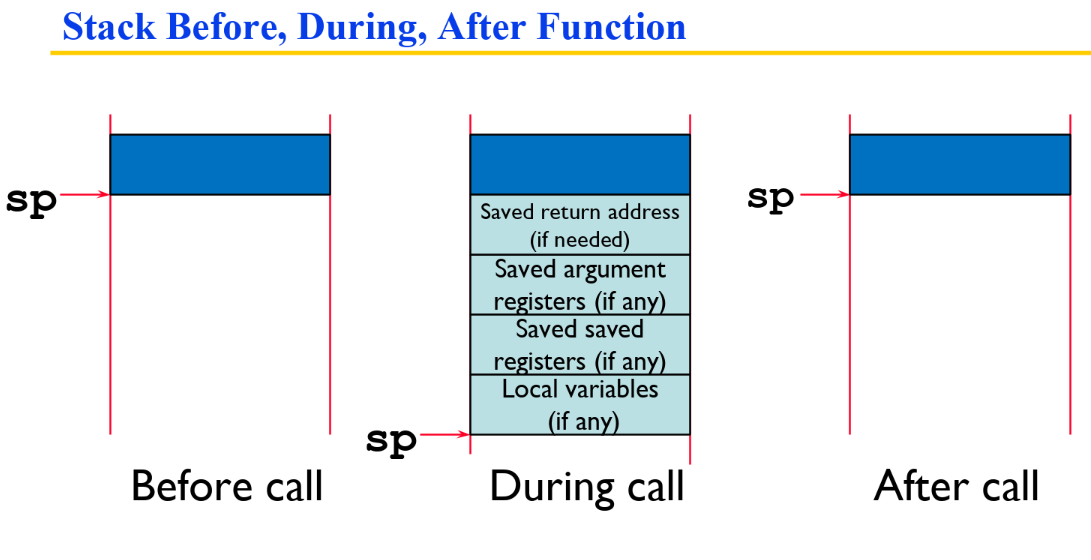 Stack Before, During, After Function
sp
Before call
Saved return address
(if needed)
Saved argument
registers (if any)
Saved saved
registers (if any)
Local variables
(if any)
sp
During call
sp
After call